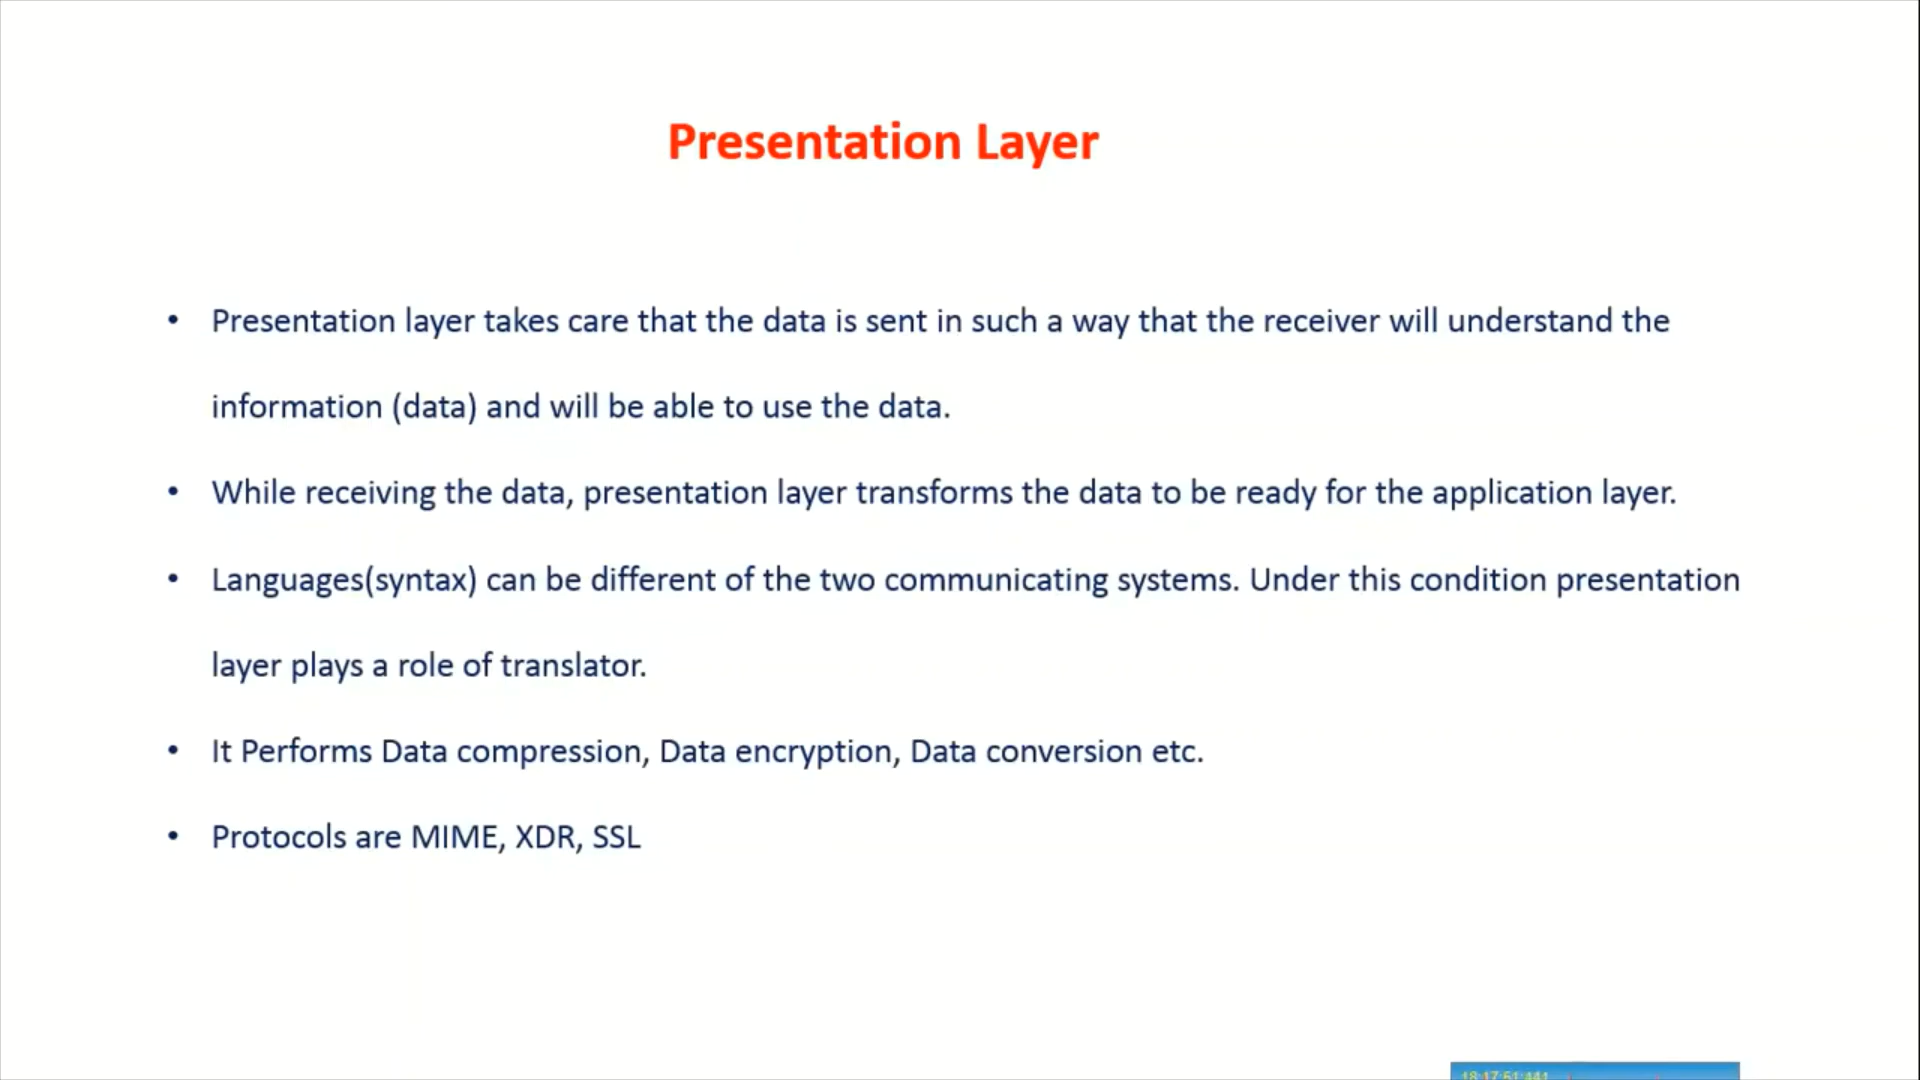 Presentation Layer
• Presentation layer takes care that the data is sent in such a way that the receiver will understand the
information (data) and will be able to use the data.
• While receiving the data, presentation layer transforms the data to be ready for the application layer.
• Languages(syntax) can be different of the two communicating systems. Under this condition presentation
layer plays a role of translator.
• It Performs Data compression, Data encryption, Data conversion etc.
• Protocols are MIME, XDR, SSL